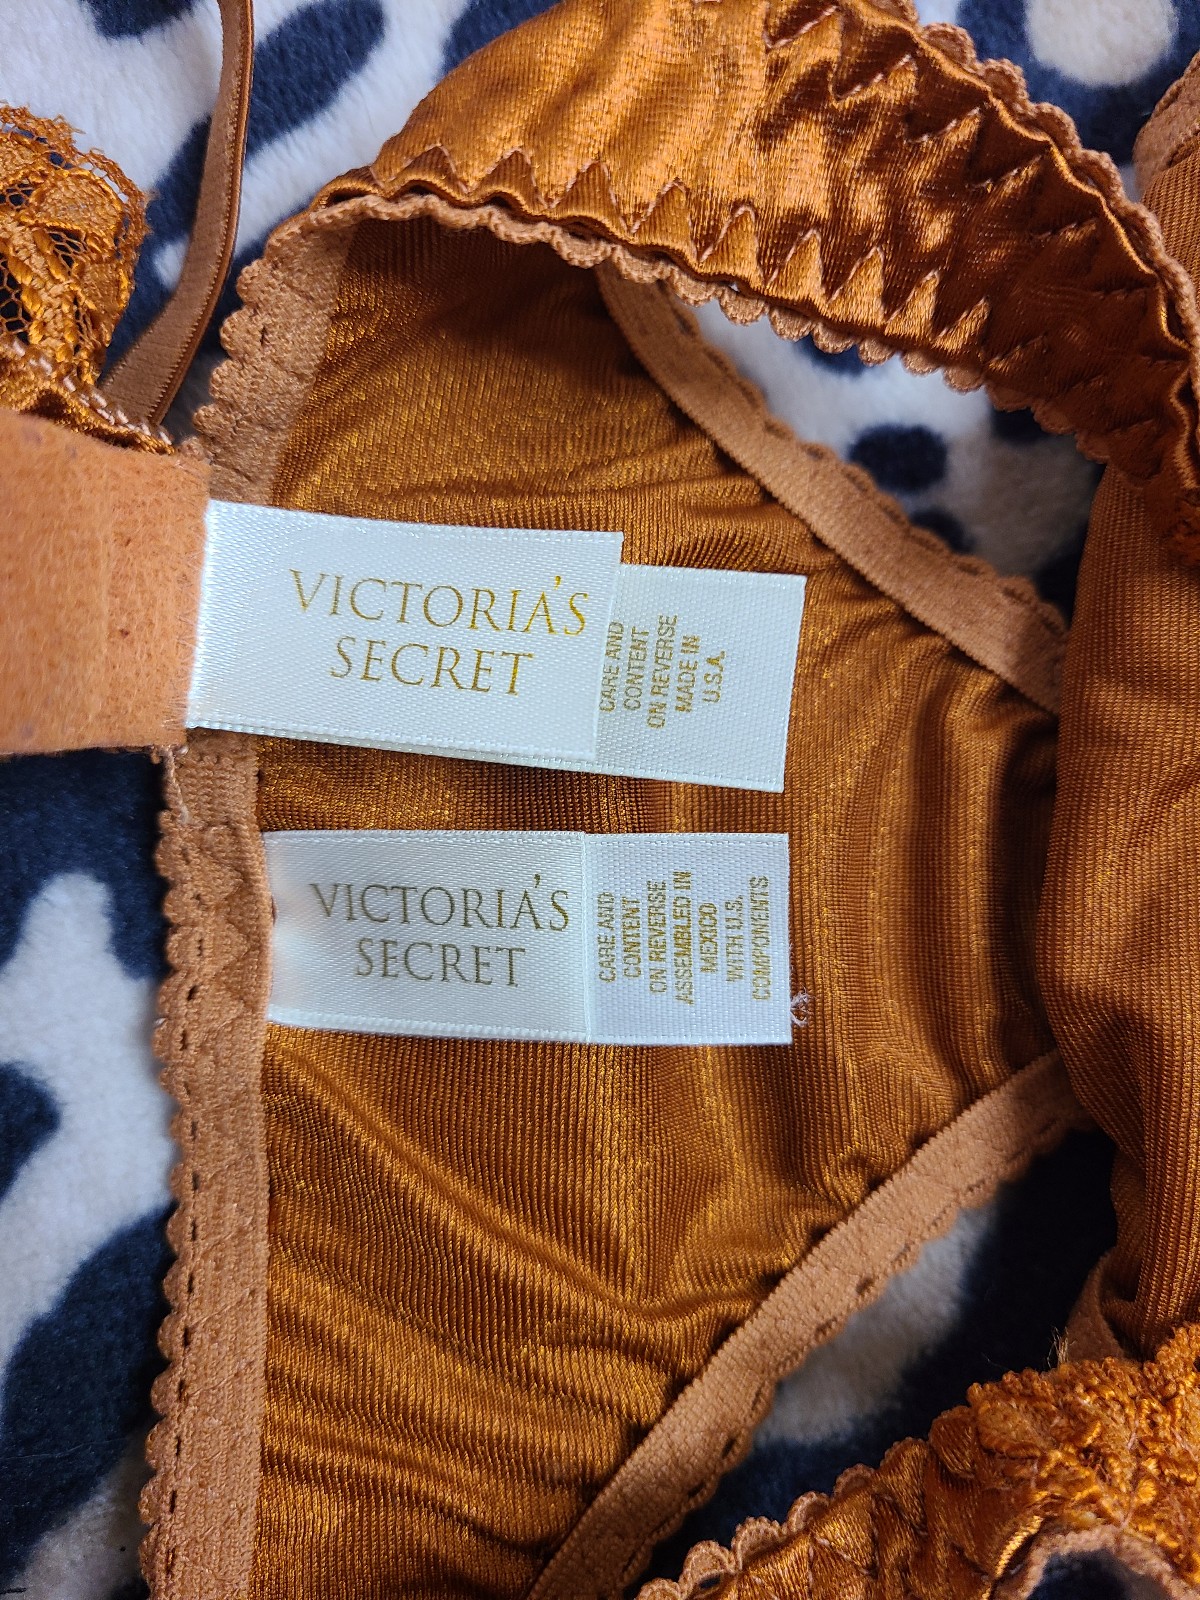 VICTORIA'S
SECRET
CARE AND
CONTENT
ON REVERSE
MADE IN
U.S.A.
VICTORIA'S
SECRET
CARE AND
CONTENT
ON REVERSE
ASSEMBLED IN
MEXICO
WITH U.S.
COMPONENTS